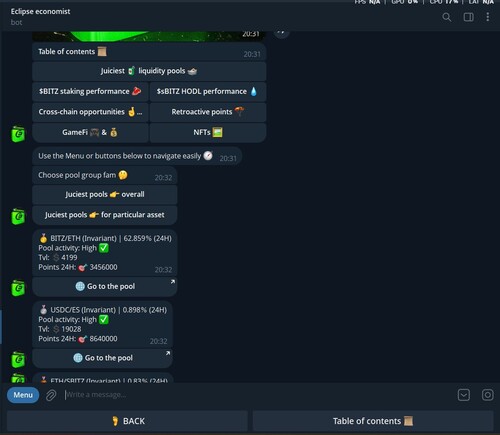 FPS N/A | GPU 0% | CPU 17% | LAT N/A
Eclipse economist
bot
20:31
Table of contents
20:31
Juiciest liquidity pools
$BITZ staking performance
$sBITZ HODL performance
Cross-chain opportunities ...
Retroactive points
GameFi & 
NFTs
Use the Menu or buttons below to navigate easily
20:31
Choose pool group fam
20:32
Juciest pools 👉 overall
Juciest pools 👉 for particular asset
🥇 BITZ/ETH (Invariant) | 62.859% (24H)
Pool activity: High ✅
Tvl: 💲 4199
Points 24H: 🎯 3456000
20:32
🌐 Go to the pool
🥈 USDC/ES (Invariant) | 0.898% (24H)
Pool activity: High ✅
Tvl: 💲 19028
Points 24H: 🎯 8640000
20:32
🌐 Go to the pool
🥉 ETH/SBITZ (Invariant) | 0.83% (24H)
Menu
Write a message...
BACK
Table of contents